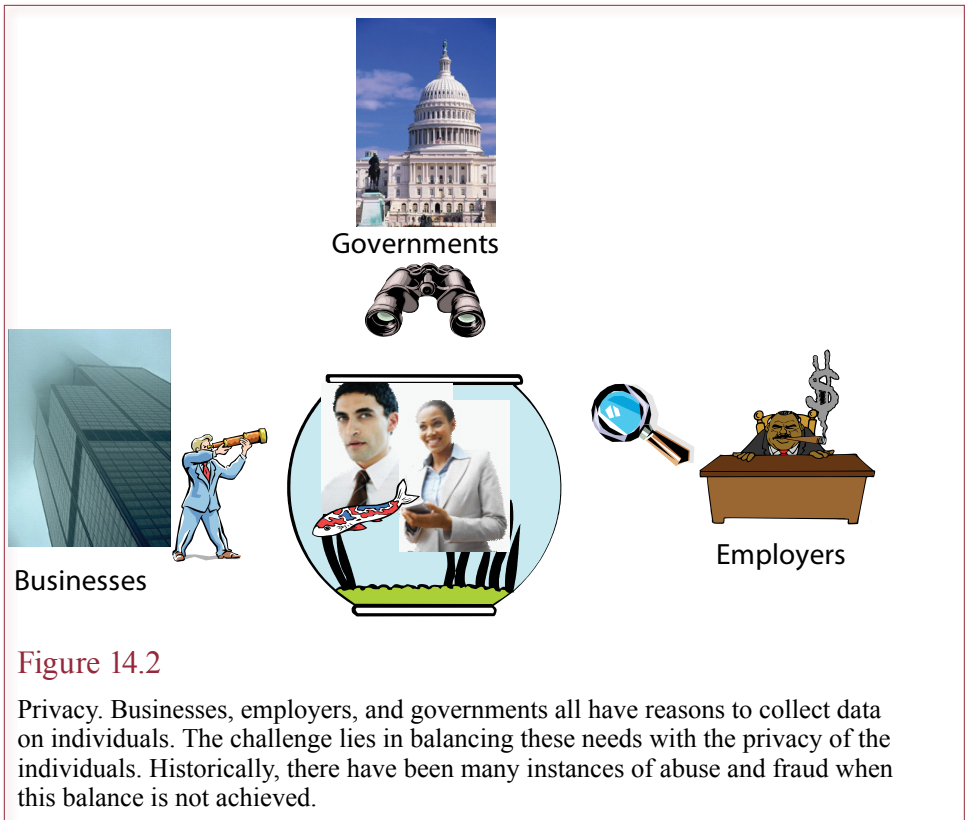 Governments
Businesses
Employers
Figure 14.2
Privacy. Businesses, employers, and governments all have reasons to collect data
on individuals. The challenge lies in balancing these needs with the privacy of the
individuals. Historically, there have been many instances of abuse and fraud when
this balance is not achieved.